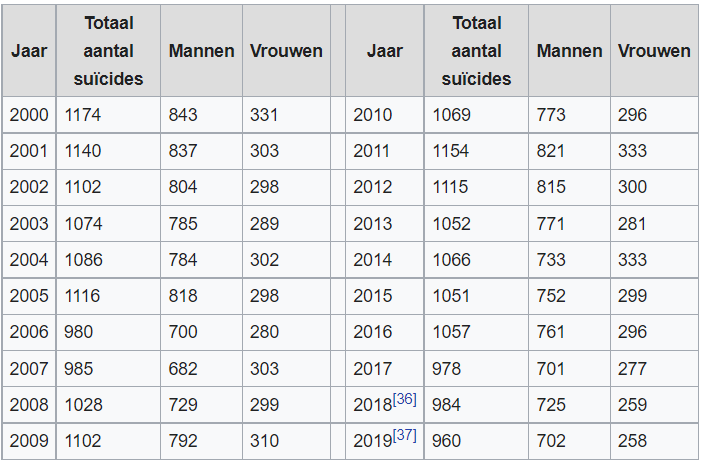 Jaar Totaal aantal suïcides Mannen Vrouwen Jaar Totaal aantal suïcides Mannen Vrouwen
2000 1174 843 331 2010 1069 773 296
2001 1140 837 303 2011 1154 821 333
2002 1102 804 298 2012 1115 815 300
2003 1074 785 289 2013 1052 771 281
2004 1086 784 302 2014 1066 733 333
2005 1116 818 298 2015 1051 752 299
2006 980 700 280 2016 1057 761 296
2007 985 682 303 2017 978 701 277
2008 1028 729 299 2018[36] 984 725 259
2009 1102 792 310 2019[37] 960 702 258